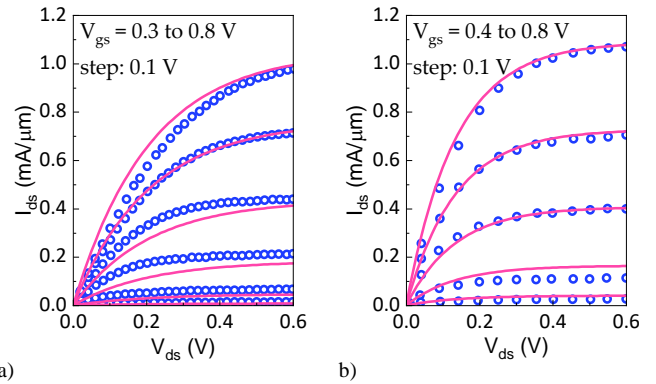 V_gs = 0.3 to 0.8 V
step: 0.1 V
1.2
1.0
0.8
0.6
0.4
0.2
0.0
I_ds (mA/μm)
0.0 0.2 0.4 0.6
V_ds (V)
a)
V_gs = 0.4 to 0.8 V
step: 0.1 V
1.2
1.0
0.8
0.6
0.4
0.2
0.0
I_ds (mA/μm)
0.0 0.2 0.4 0.6
V_ds (V)
b)